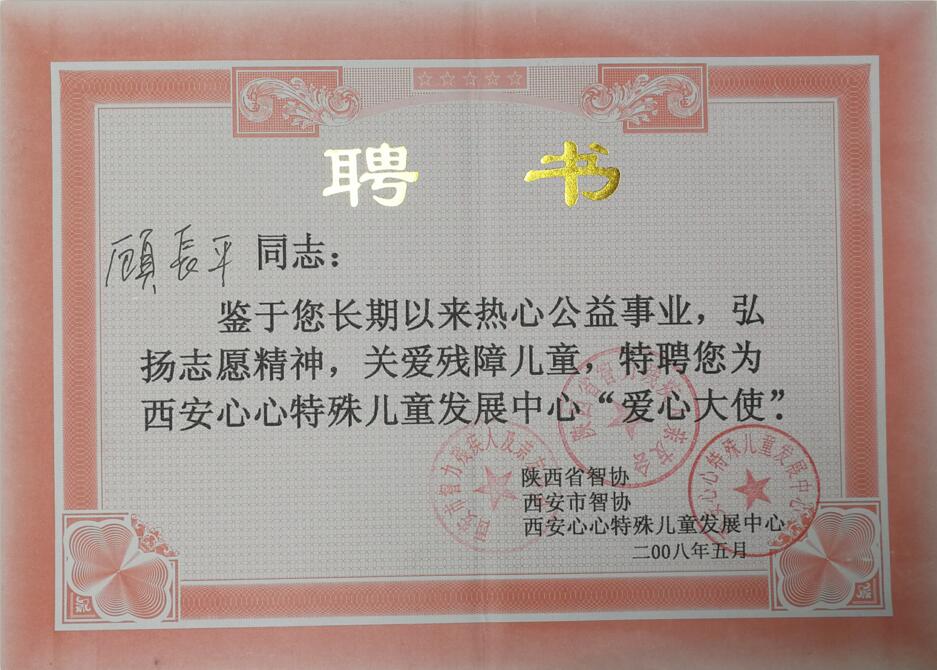 聘书
顾長平 同志：
鉴于您长期以来热心公益事业，弘
扬志愿精神，关爱残障儿童，特聘您为
西安心心特殊儿童发展中心“爱心大使”.
陕西省智协
西安市智协
西安心心特殊儿童发展中心
二00八年五月